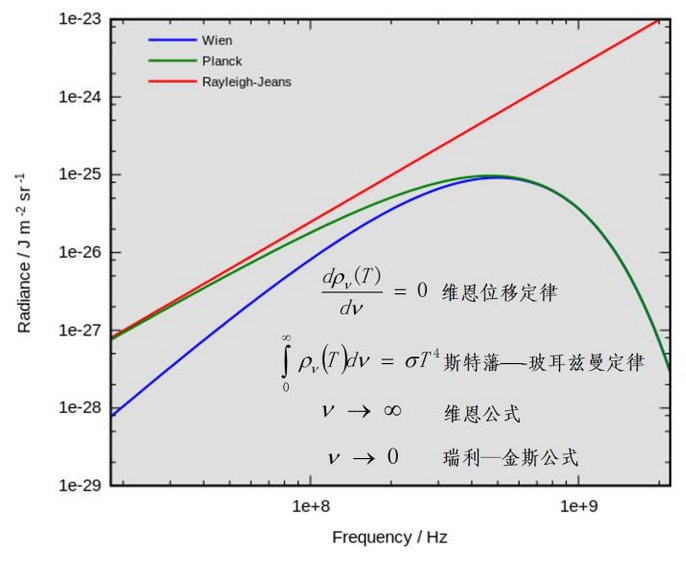 1e-23
Wien
Planck
Rayleigh-Jeans
1e-24
1e-25
1e-26
1e-27
1e-28
1e-29
Radiance / J m⁻² sr⁻¹
dρᵥ(T)/dν = 0 维恩位移定律
∫₀^∞ ρᵥ(T)dν = σT⁴ 斯特藩——玻耳兹曼定律
ν → ∞ 维恩公式
ν → 0 瑞利—金斯公式
1e+8 1e+9
Frequency / Hz